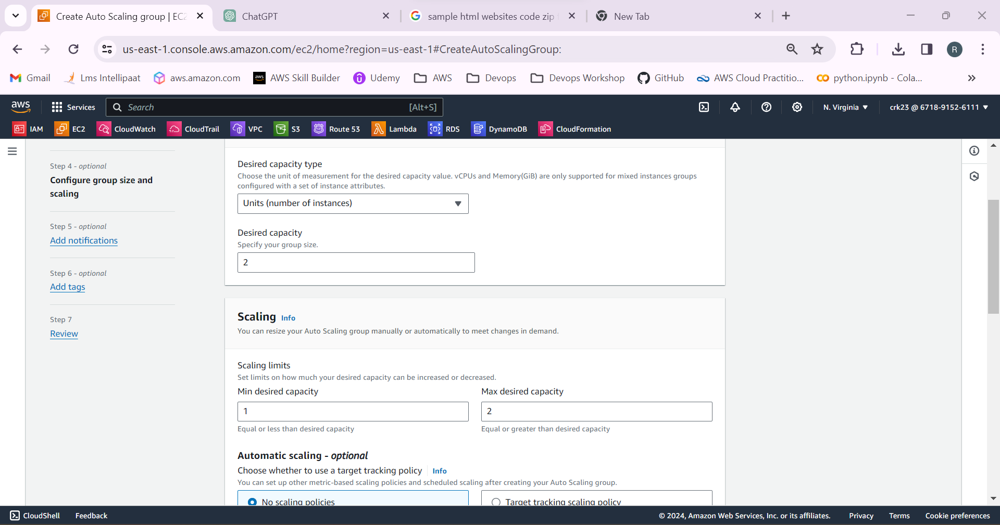 Create Auto Scaling group | EC2
ChatGPT
sample html websites code zip
New Tab
us-east-1.console.aws.amazon.com/ec2/home?region=us-east-1#CreateAutoScalingGroup:
R
Gmail
Lms Intellipaat
aws.amazon.com
aws
AWS Skill Builder
Udemy
AWS
Devops
Devops Workshop
GitHub
AWS Cloud Practitio...
python.ipynb - Cola...
aws
Services
Search
[Alt+S]
N. Virginia
crk23 @ 6718-9152-6111
IAM
EC2
CloudWatch
CloudTrail
VPC
S3
Route 53
Lambda
RDS
DynamoDB
CloudFormation
Step 4 - optional
Configure group size and
scaling
Step 5 - optional
Add notifications
Step 6 - optional
Add tags
Step 7
Review
Desired capacity type
Choose the unit of measurement for the desired capacity value. vCPUs and Memory(GiB) are only supported for mixed instances groups
configured with a set of instance attributes.
Units (number of instances)
Desired capacity
Specify your group size.
2
Scaling Info
You can resize your Auto Scaling group manually or automatically to meet changes in demand.
Scaling limits
Set limits on how much your desired capacity can be increased or decreased.
Min desired capacity
1
Equal or less than desired capacity
Max desired capacity
2
Equal or greater than desired capacity
Automatic scaling - optional
Choose whether to use a target tracking policy Info
You can set up other metric-based scaling policies and scheduled scaling after creating your Auto Scaling group.
No scaling policies
Target tracking scaling policy
CloudShell
Feedback
© 2024, Amazon Web Services, Inc. or its affiliates.
Privacy
Terms
Cookie preferences